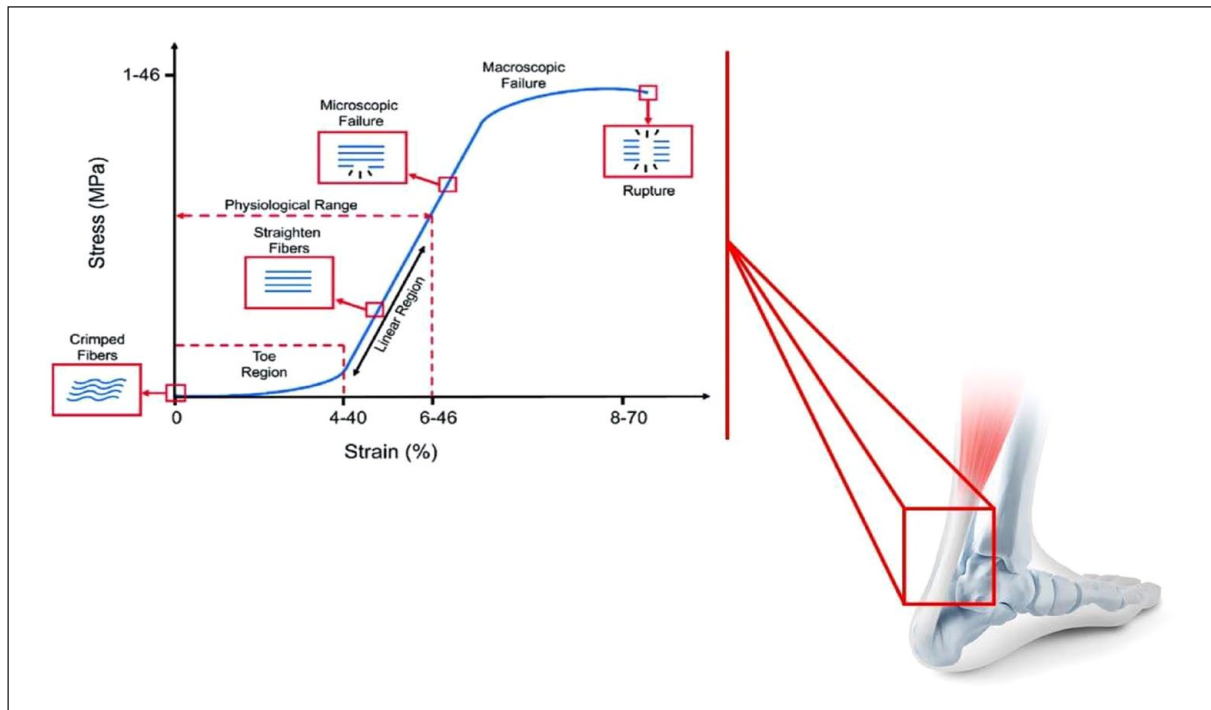 1-46
Stress (MPa)
Macroscopic
Failure
Microscopic
Failure
Rupture
Physiological Range
Straighten
Fibers
Linear Region
Crimped
Fibers
Toe
Region
0
4-40
6-46
8-70
Strain (%)